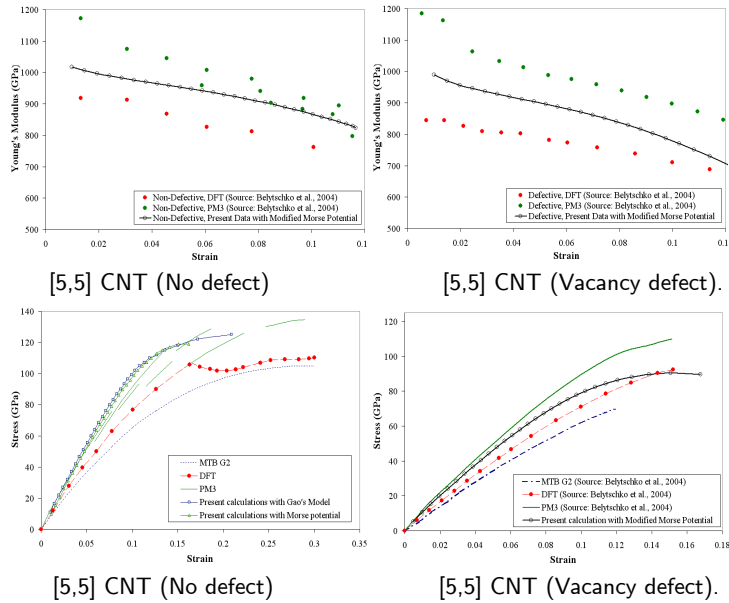 1200
1100
1000
900
800
700
600
500
Young's Modulus (GPa)
0
0.02
0.04
0.06
0.08
0.1
0.1
Strain
Non-Defective, DFT (Source: Belytschko et al., 2004)
Non-Defective, PM3 (Source: Belytschko et al., 2004)
Non-Defective, Present Data with Modified Morse Potential
[5,5] CNT (No defect)
1200
1100
1000
900
800
700
600
500
Young's Modulus (GPa)
0
0.02
0.04
0.06
0.08
0.1
0.1
Strain
Defective, DFT (Source: Belytschko et al., 2004)
Defective, PM3 (Source: Belytschko et al., 2004)
Defective, Present Data with Modified Morse Potential
[5,5] CNT (Vacancy defect).
140
120
100
80
60
40
20
0
Stress (GPa)
0
0.05
0.1
0.15
0.2
0.25
0.3
Strain
MTB G2
DFT
PM3
Present calculations with Gao's Model
Present calculations with Morse potential
[5,5] CNT (No defect)
120
100
80
60
40
20
0
Stress (GPa)
0
0.02
0.04
0.06
0.08
0.1
0.12
0.14
0.16
0.18
Strain
MTB G2 (Source: Belytschko et al., 2004)
DFT (Source: Belytschko et al., 2004)
PM3 (Source: Belytschko et al., 2004)
Present calculation with Modified Morse Potential
[5,5] CNT (Vacancy defect).